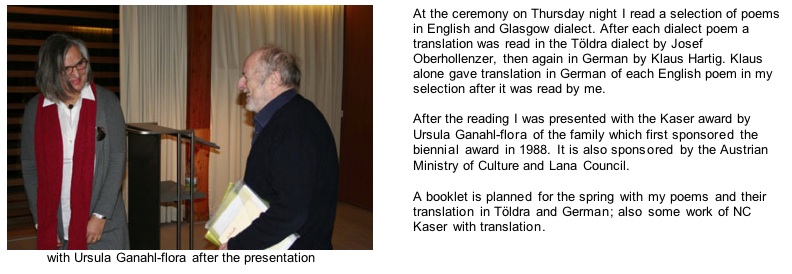 At the ceremony on Thursday night I read a selection of poems
in English and Glasgow dialect. After each dialect poem a
translation was read in the Töldra dialect by Josef
Oberhollenzer, then again in German by Klaus Hartig. Klaus
alone gave translation in German of each English poem in my
selection after it was read by me.
After the reading I was presented with the Kaser award by
Ursula Ganahl-flora of the family which first sponsored the
biennial award in 1988. It is also sponsored by the Austrian
Ministry of Culture and Lana Council.
A booklet is planned for the spring with my poems and their
translation in Töldra and German; also some work of NC
Kaser with translation.
with Ursula Ganahl-flora after the presentation